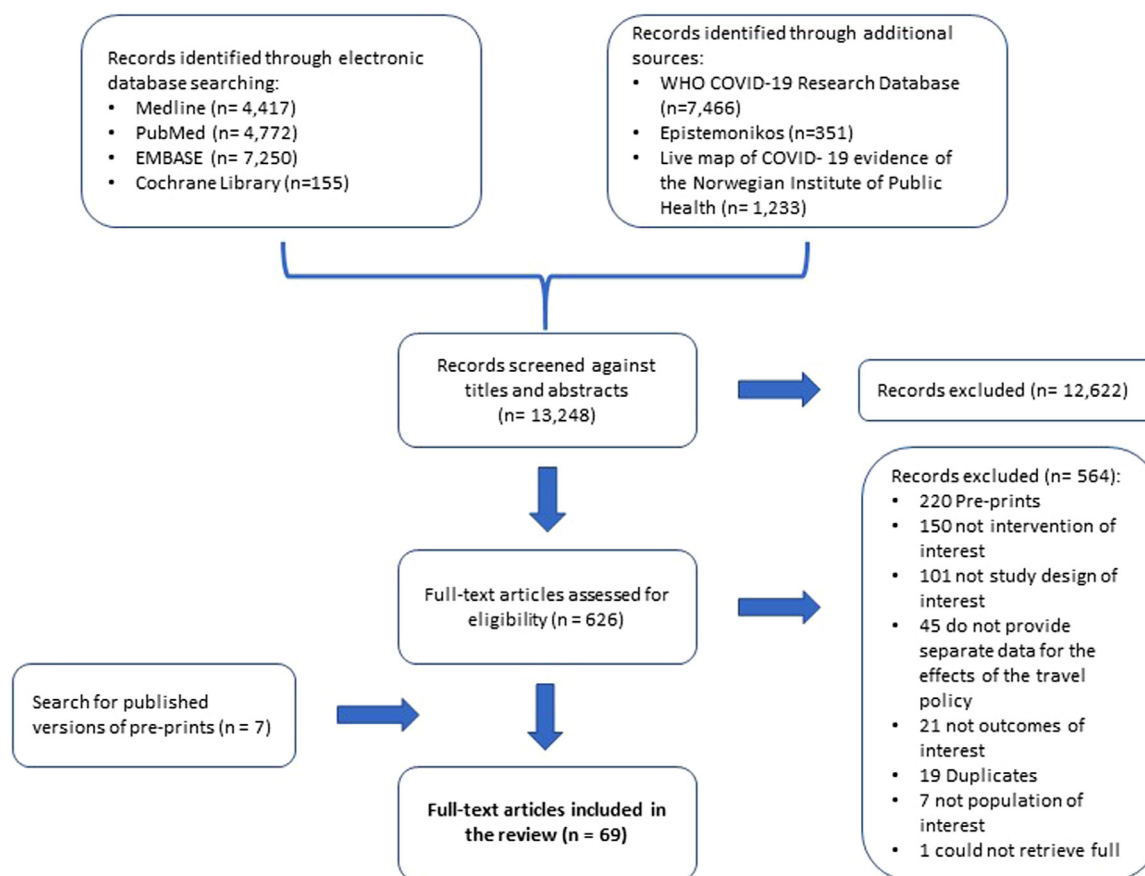 Records identified through electronic
database searching:
• Medline (n= 4,417)
• PubMed (n= 4,772)
• EMBASE (n= 7,250)
• Cochrane Library (n=155)
Records identified through additional
sources:
• WHO COVID-19 Research Database
(n=7,466)
• Epistemonikos (n=351)
• Live map of COVID- 19 evidence of
the Norwegian Institute of Public
Health (n= 1,233)
Records screened against
titles and abstracts
(n= 13,248)
Records excluded (n= 12,622)
Full-text articles assessed for
eligibility (n = 626)
Records excluded (n= 564):
• 220 Pre-prints
• 150 not intervention of
interest
• 101 not study design of
interest
• 45 do not provide
separate data for the
effects of the travel
policy
• 21 not outcomes of
interest
• 19 Duplicates
• 7 not population of
interest
• 1 could not retrieve full
Search for published
versions of pre-prints (n = 7)
Full-text articles included in
the review (n = 69)